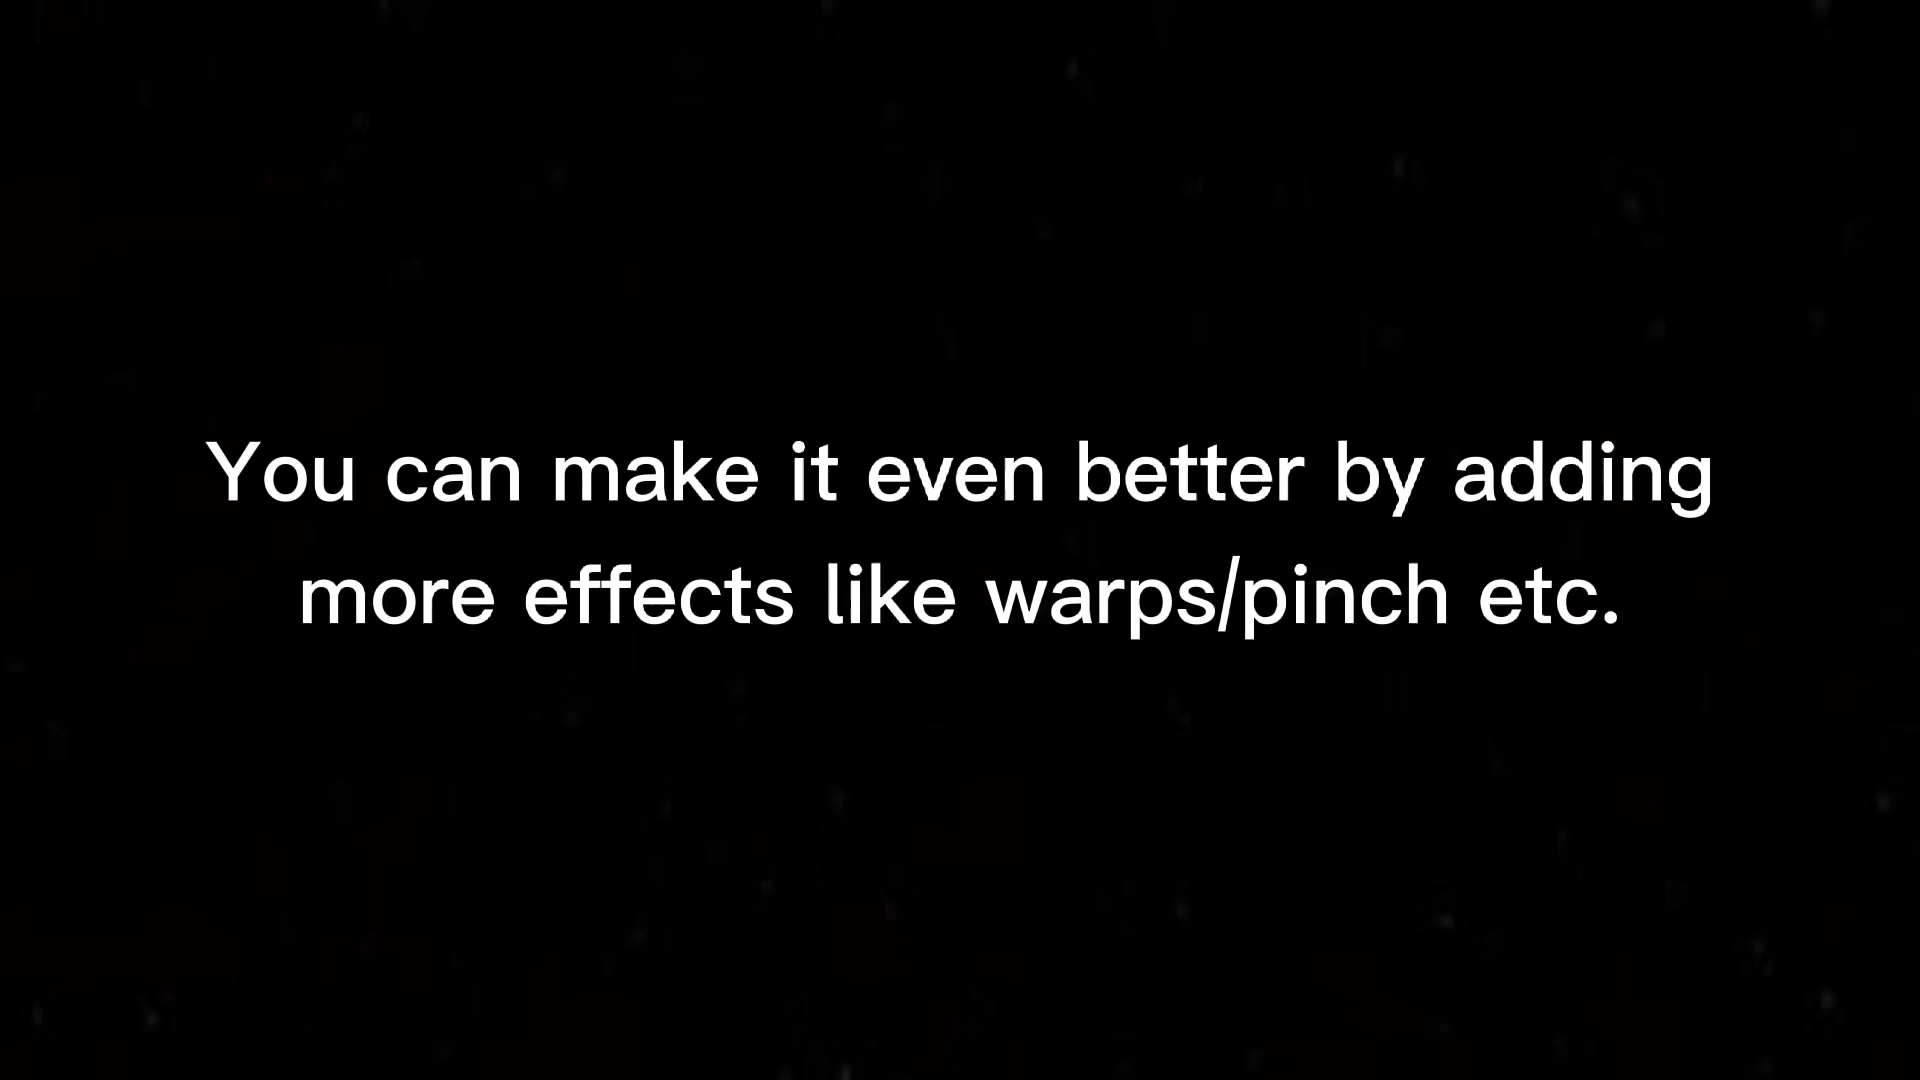 You can make it even better by adding
more effects like warps/pinch etc.